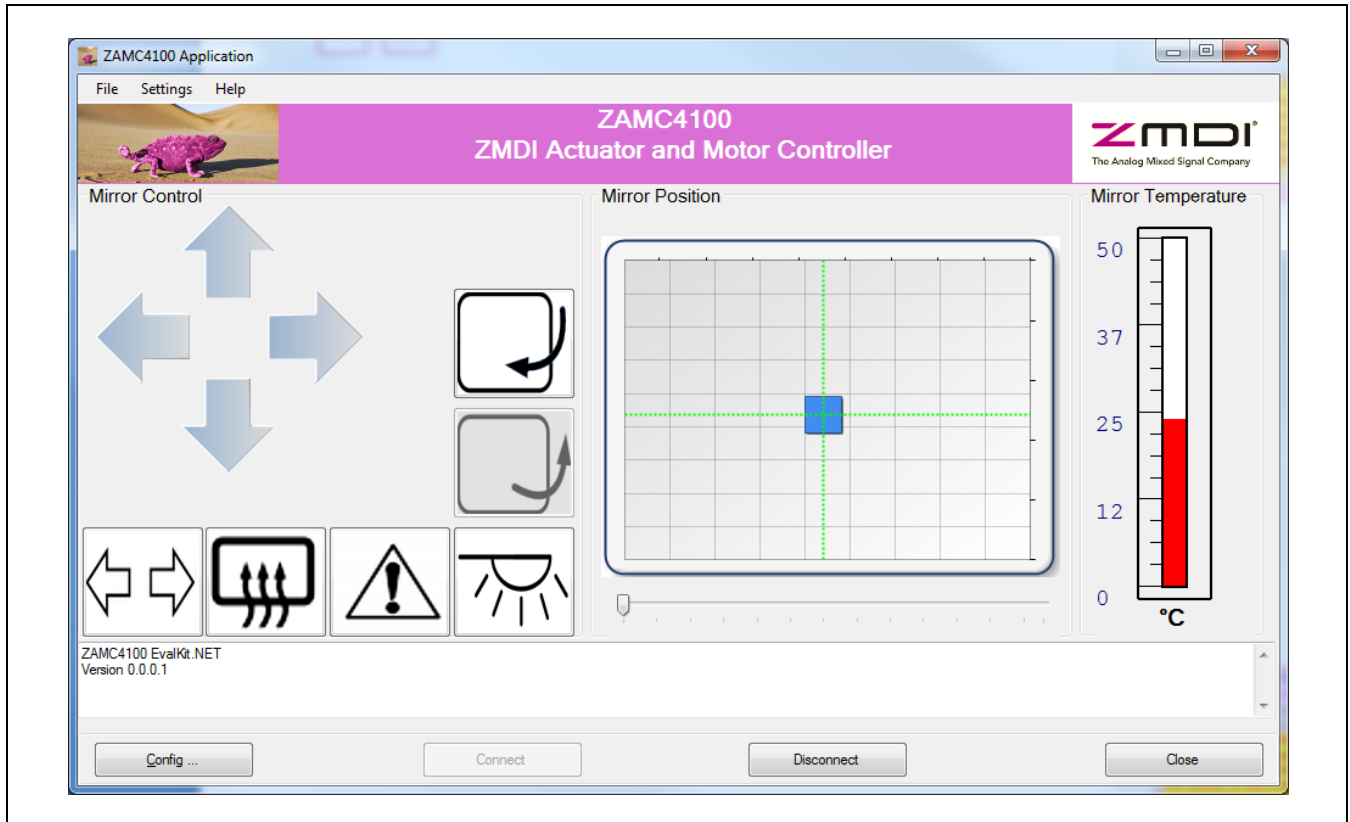 ZAMC4100 Application
File Settings Help
ZAMC4100
ZMDI Actuator and Motor Controller
ZMDI®
The Analog Mixed Signal Company
Mirror Control
Mirror Position
Mirror Temperature
50
37
25
12
0
°C
ZAMC4100 EvalKit.NET
Version 0.0.0.1
Config ... Connect Disconnect Close